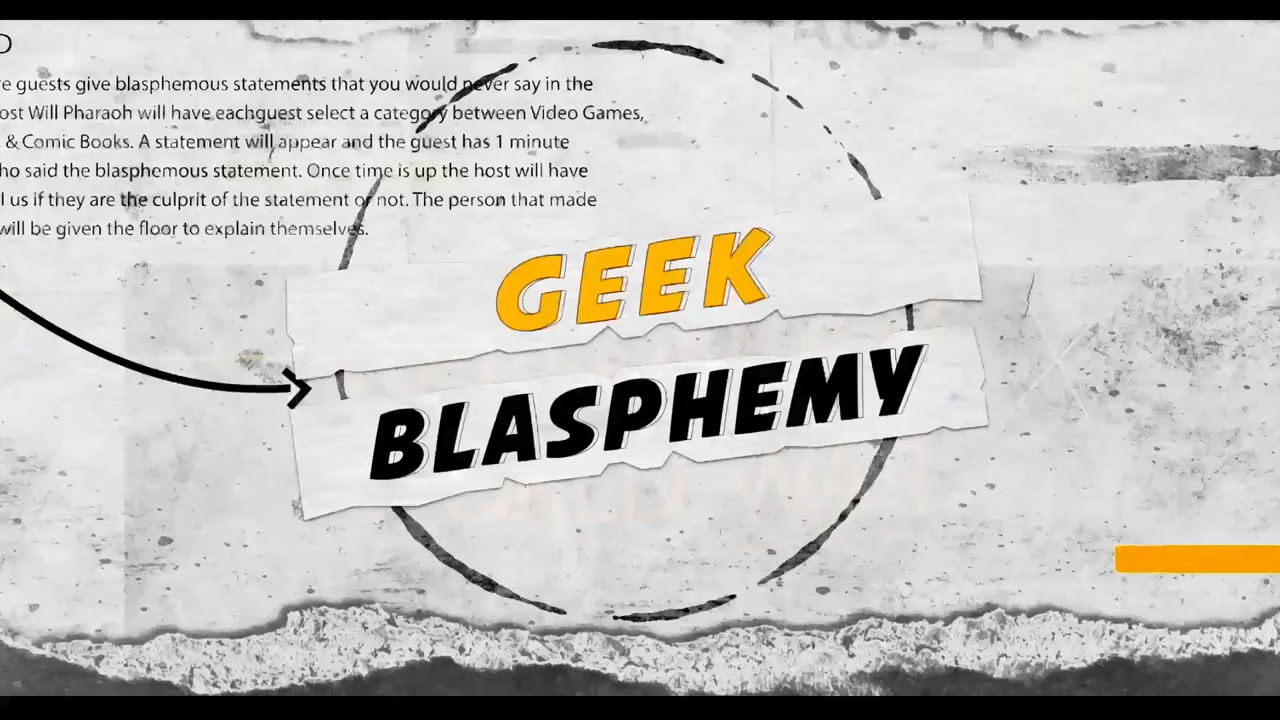 re guests give blasphemous statements that you would never say in the
ost Will Pharaoh will have eachguest select a category between Video Games,
& Comic Books. A statement will appear and the guest has 1 minute
ho said the blasphemous statement. Once time is up the host will have
l us if they are the culprit of the statement or not. The person that made
will be given the floor to explain themselves.
GEEK
BLASPHEMY